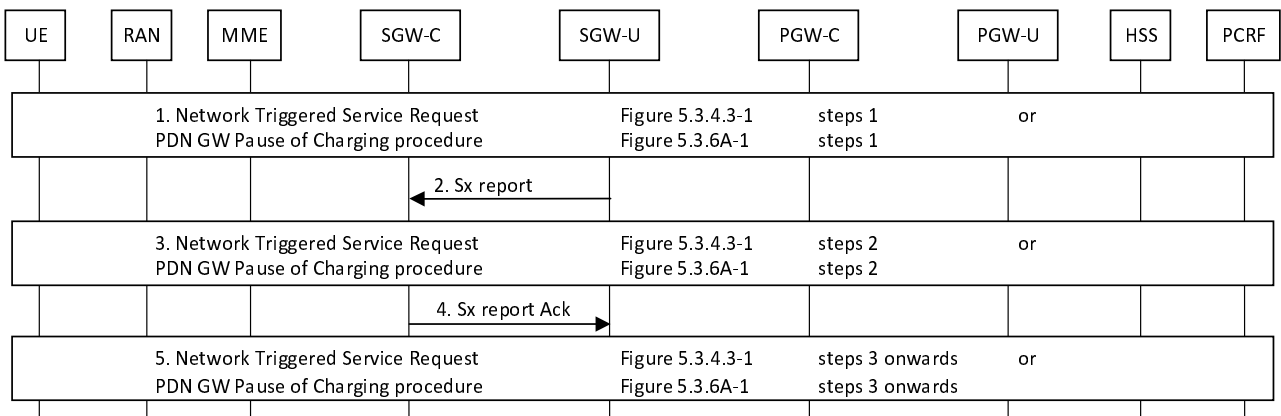 UE RAN MME SGW-C SGW-U PGW-C PGW-U HSS PCRF
1. Network Triggered Service Request Figure 5.3.4.3-1 steps 1 or
PDN GW Pause of Charging procedure Figure 5.3.6A-1 steps 1
2. Sx report
3. Network Triggered Service Request Figure 5.3.4.3-1 steps 2 or
PDN GW Pause of Charging procedure Figure 5.3.6A-1 steps 2
4. Sx report Ack
5. Network Triggered Service Request Figure 5.3.4.3-1 steps 3 onwards or
PDN GW Pause of Charging procedure Figure 5.3.6A-1 steps 3 onwards